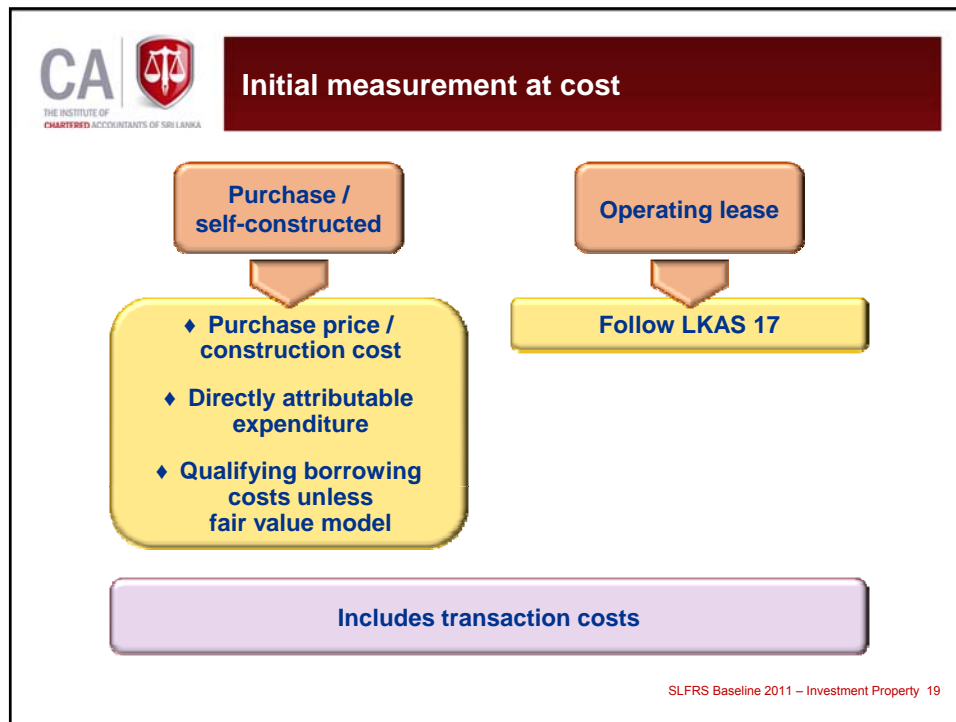 CA
THE INSTITUTE OF
CHARTERED ACCOUNTANTS OF SRI LANKA
Initial measurement at cost
Purchase /
self-constructed
♦ Purchase price /
construction cost
♦ Directly attributable
expenditure
♦ Qualifying borrowing
costs unless
fair value model
Operating lease
Follow LKAS 17
Includes transaction costs
SLFRS Baseline 2011 – Investment Property 19